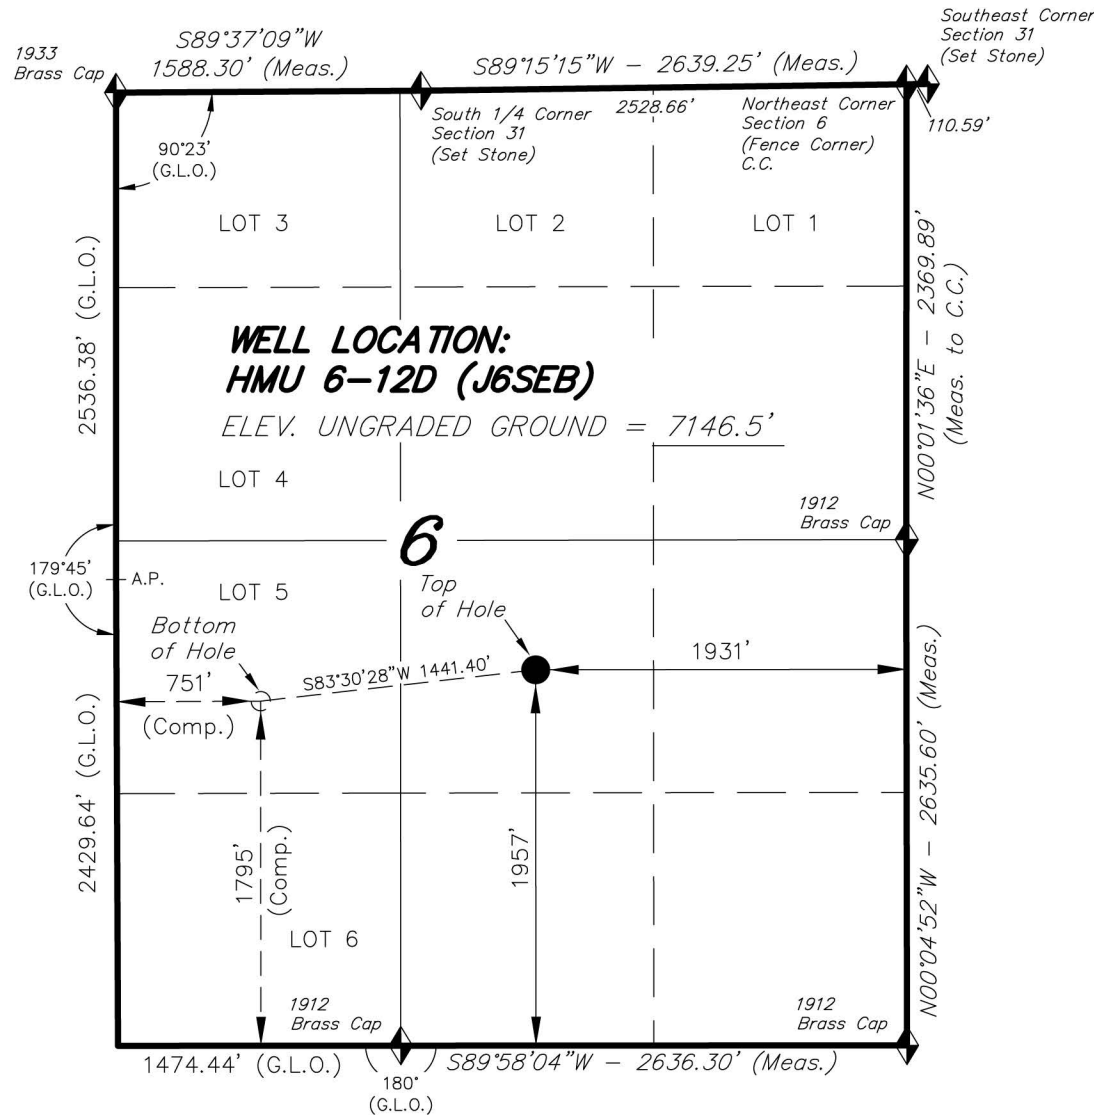 Southeast Corner
Section 31
(Set Stone)
S89°37'09"W
1588.30' (Meas.)
1933
Brass Cap
S89°15'15"W – 2639.25' (Meas.)
South 1/4 Corner
Section 31
(Set Stone)
2528.66'
Northeast Corner
Section 6
(Fence Corner)
C.C.
110.59'
90°23'
(G.L.O.)
LOT 3
LOT 2
LOT 1
2536.38' (G.L.O.)
N00°01'36"E – 2369.89'
(Meas. to C.C.)
WELL LOCATION:
HMU 6–12D (J6SEB)
ELEV. UNGRADED GROUND = 7146.5'
LOT 4
1912
Brass Cap
6
179°45'
(G.L.O.)
A.P.
LOT 5
Top
of Hole
Bottom
of Hole
751'
(Comp.)
S83°30'28"W 1441.40'
1931'
2429.64' (G.L.O.)
1795'
(Comp.)
1957'
N00°04'52"W – 2635.60' (Meas.)
LOT 6
1912
Brass Cap
1912
Brass Cap
1474.44' (G.L.O.)
S89°58'04"W – 2636.30' (Meas.)
180°
(G.L.O.)